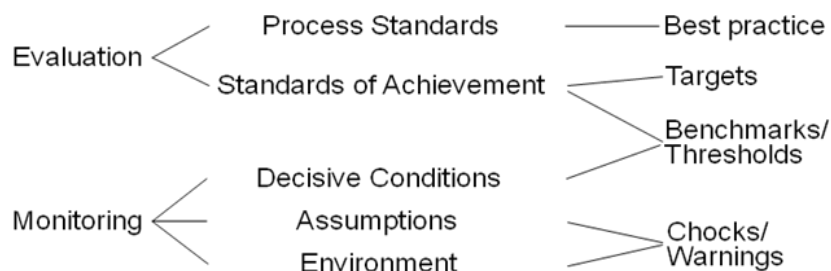 Process Standards
Best practice
Evaluation
Standards of Achievement
Targets
Benchmarks/
Thresholds
Decisive Conditions
Monitoring
Assumptions
Chocks/
Warnings
Environment